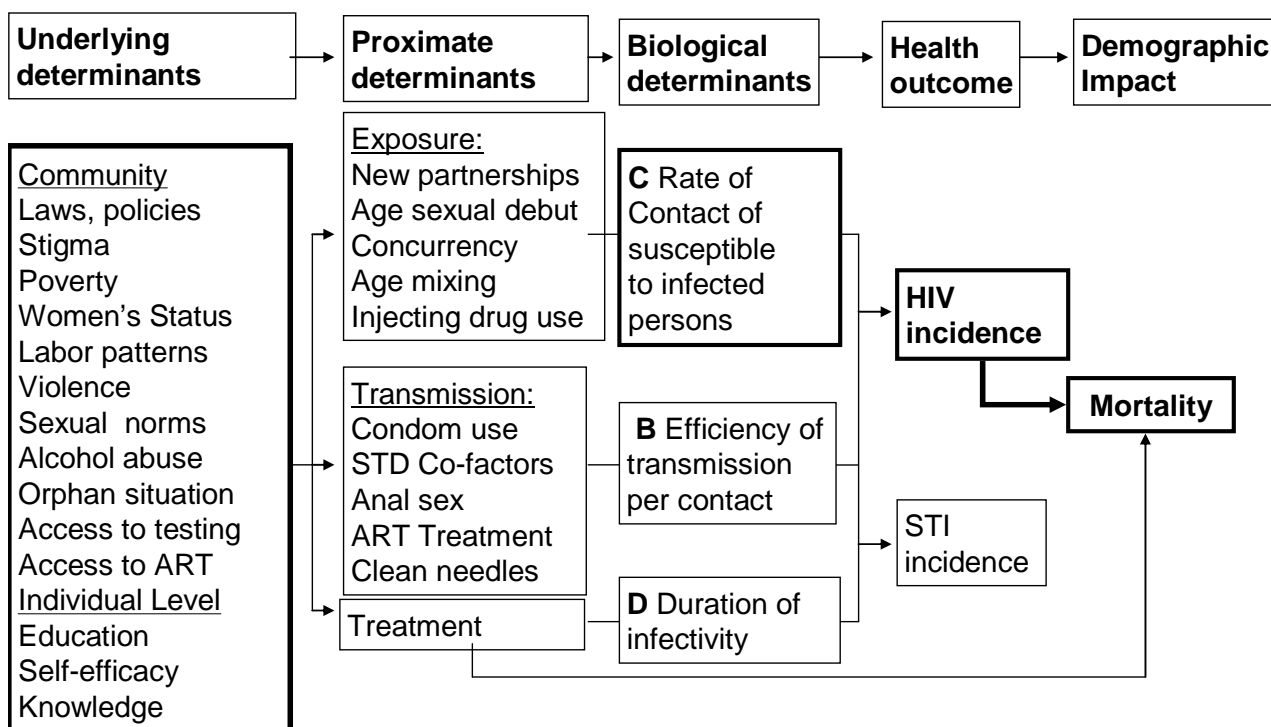 Underlying
determinants
Proximate
determinants
Biological
determinants
Health
outcome
Demographic
Impact
Community
Laws, policies
Stigma
Poverty
Women’s Status
Labor patterns
Violence
Sexual norms
Alcohol abuse
Orphan situation
Access to testing
Access to ART
Individual Level
Education
Self-efficacy
Knowledge
Exposure:
New partnerships
Age sexual debut
Concurrency
Age mixing
Injecting drug use
Transmission:
Condom use
STD Co-factors
Anal sex
ART Treatment
Clean needles
Treatment
C Rate of
Contact of
susceptible
to infected
persons
B Efficiency of
transmission
per contact
D Duration of
infectivity
HIV
incidence
STI
incidence
Mortality